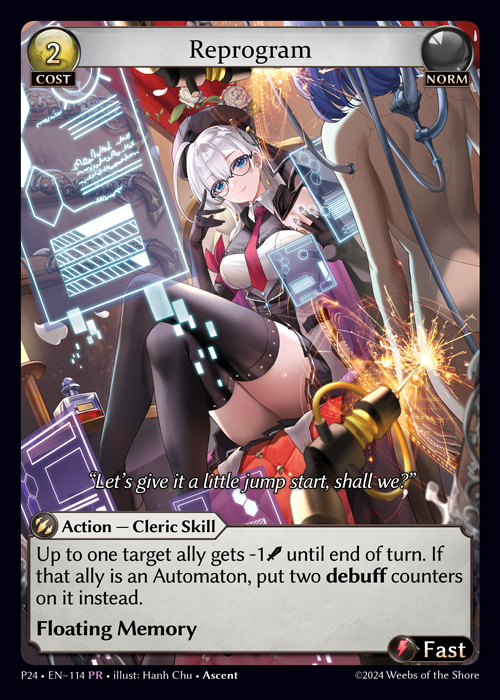 2
COST
Reprogram
NORM
“Let’s give it a little jump start, shall we?”
Action — Cleric Skill
Up to one target ally gets -1 until end of turn. If
that ally is an Automaton, put two debuff counters
on it instead.
Floating Memory
Fast
P24 • EN–114 PR • illust: Hanh Chu • Ascent
©2024 Weebs of the Shore